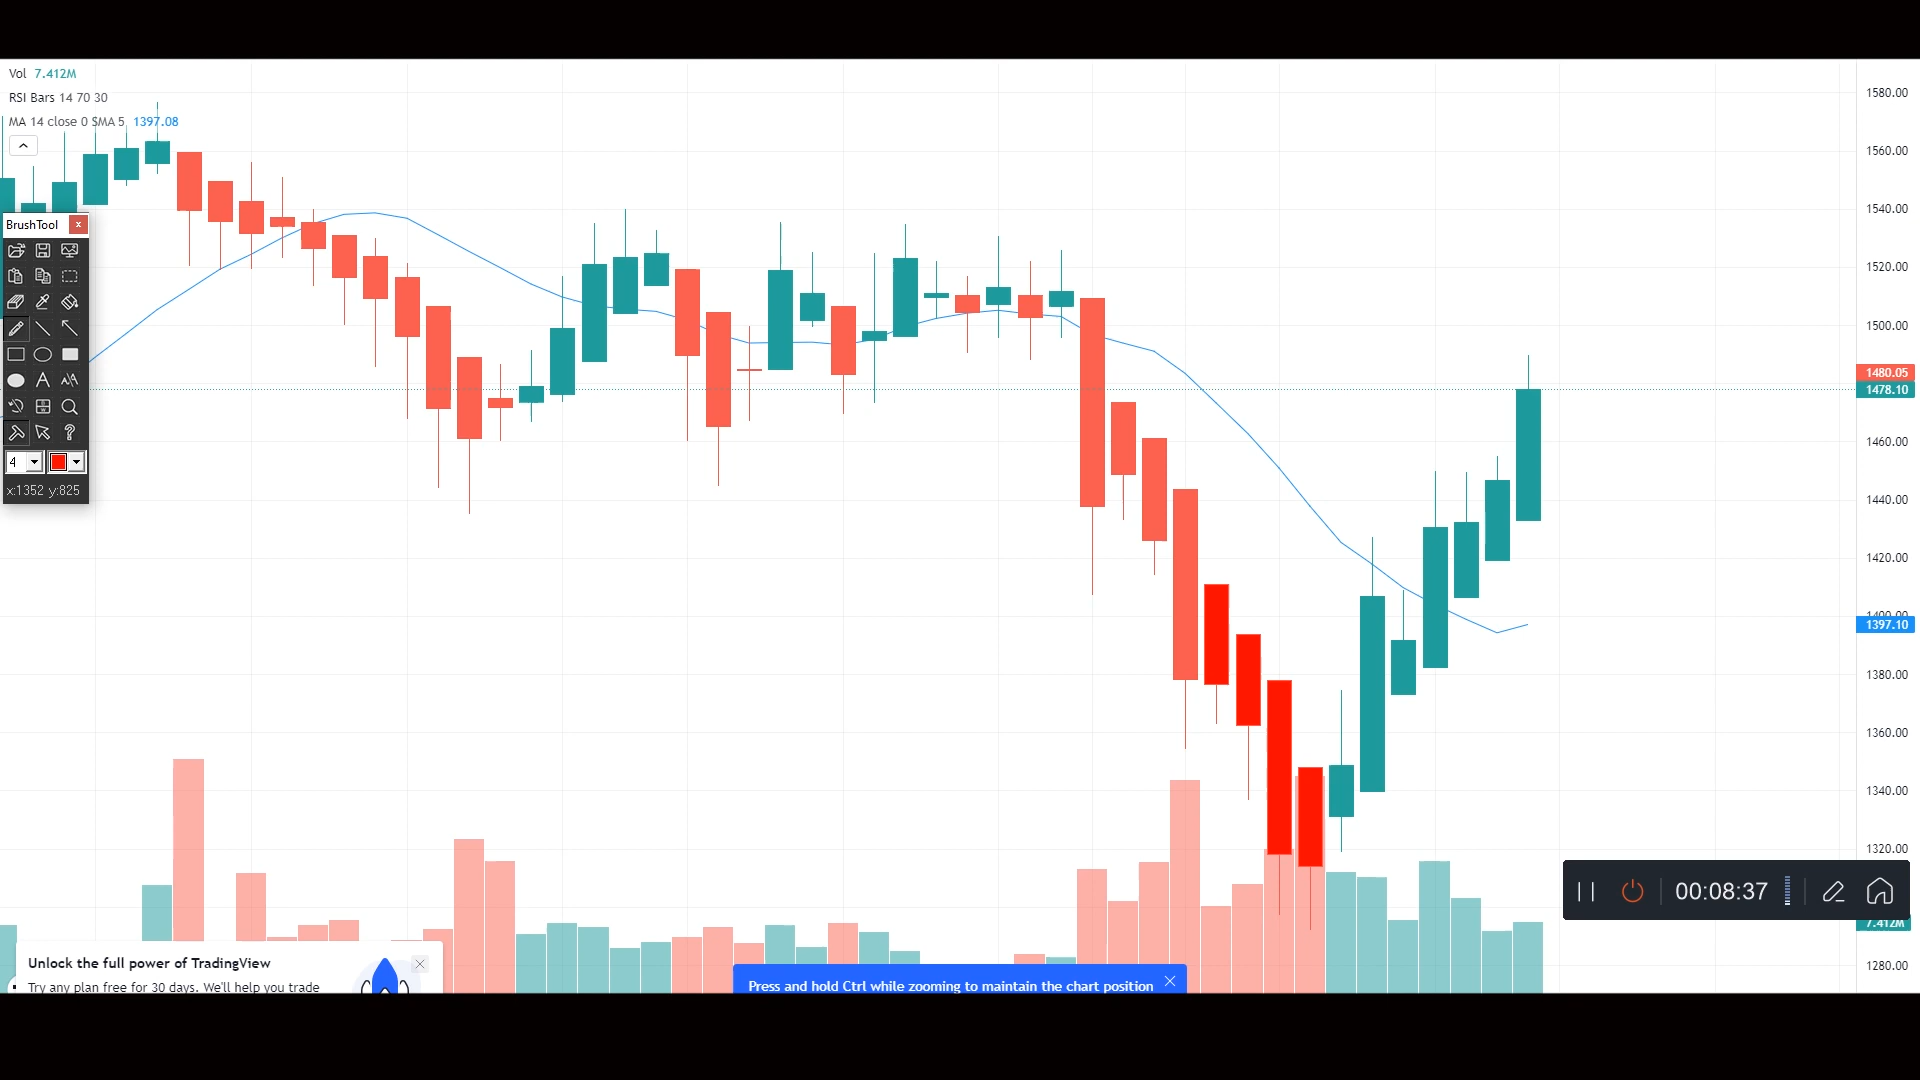 Vol 7.412M
RSI Bars 14 70 30
MA 14 close 0 SMA 5 1397.08
BrushTool x
4
x:1352 y:825
1580.00
1560.00
1540.00
1520.00
1500.00
1480.05
1478.10
1460.00
1440.00
1420.00
1400.00
1397.10
1380.00
1360.00
1340.00
1320.00
00:08:37
7.412M
1280.00
Unlock the full power of TradingView
Try any plan free for 30 days. We'll help you trade
Press and hold Ctrl while zooming to maintain the chart position